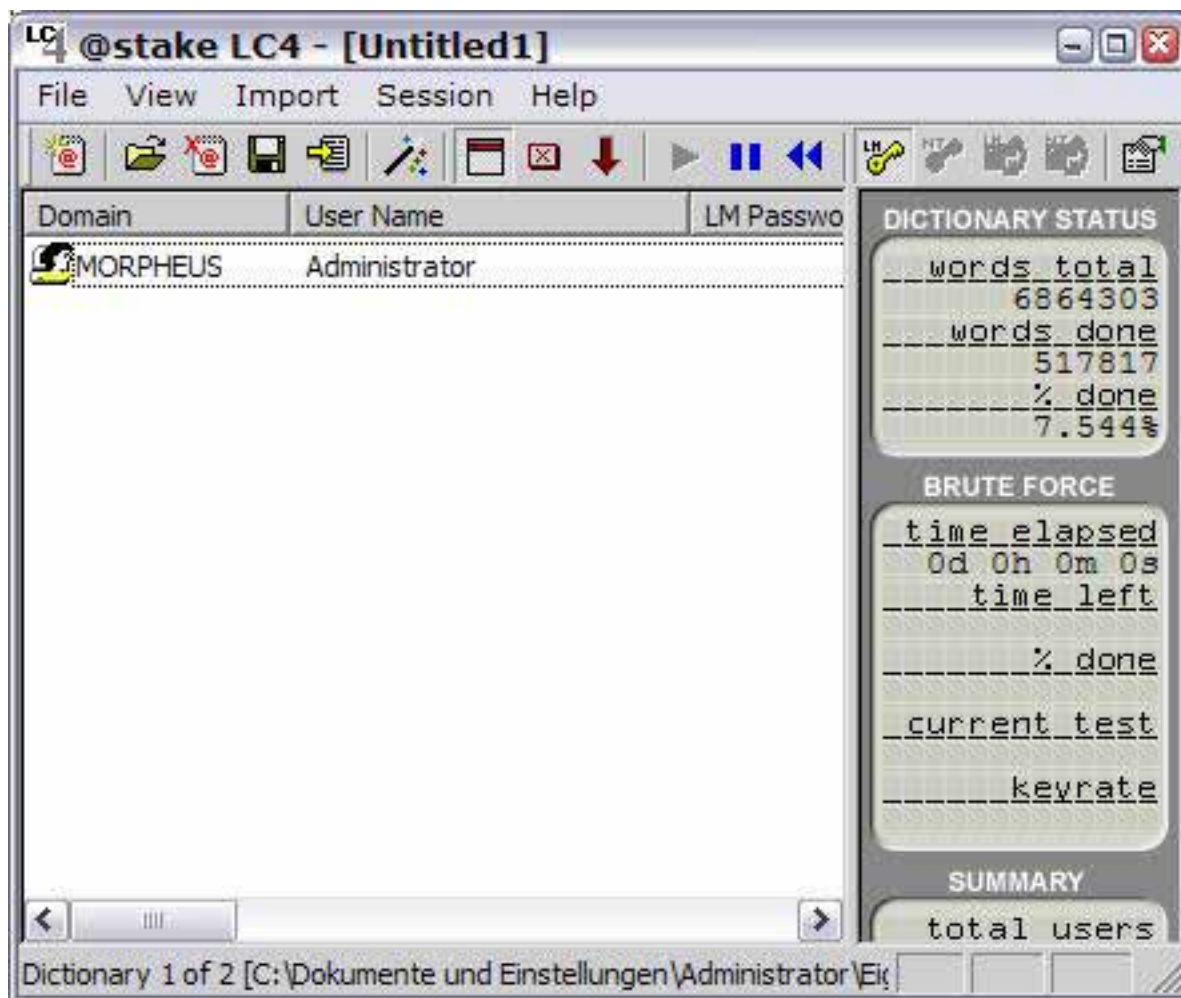 @stake LC4 - [Untitled1]
File View Import Session Help
Domain User Name LM Passwo
MORPHEUS Administrator
DICTIONARY STATUS
words total
6864303
words done
517817
% done
7.544%
BRUTE FORCE
time elapsed
0d 0h 0m 0s
time left
% done
current test
keyrate
SUMMARY
total users
Dictionary 1 of 2 [C:\Dokumente und Einstellungen\Administrator\Eig